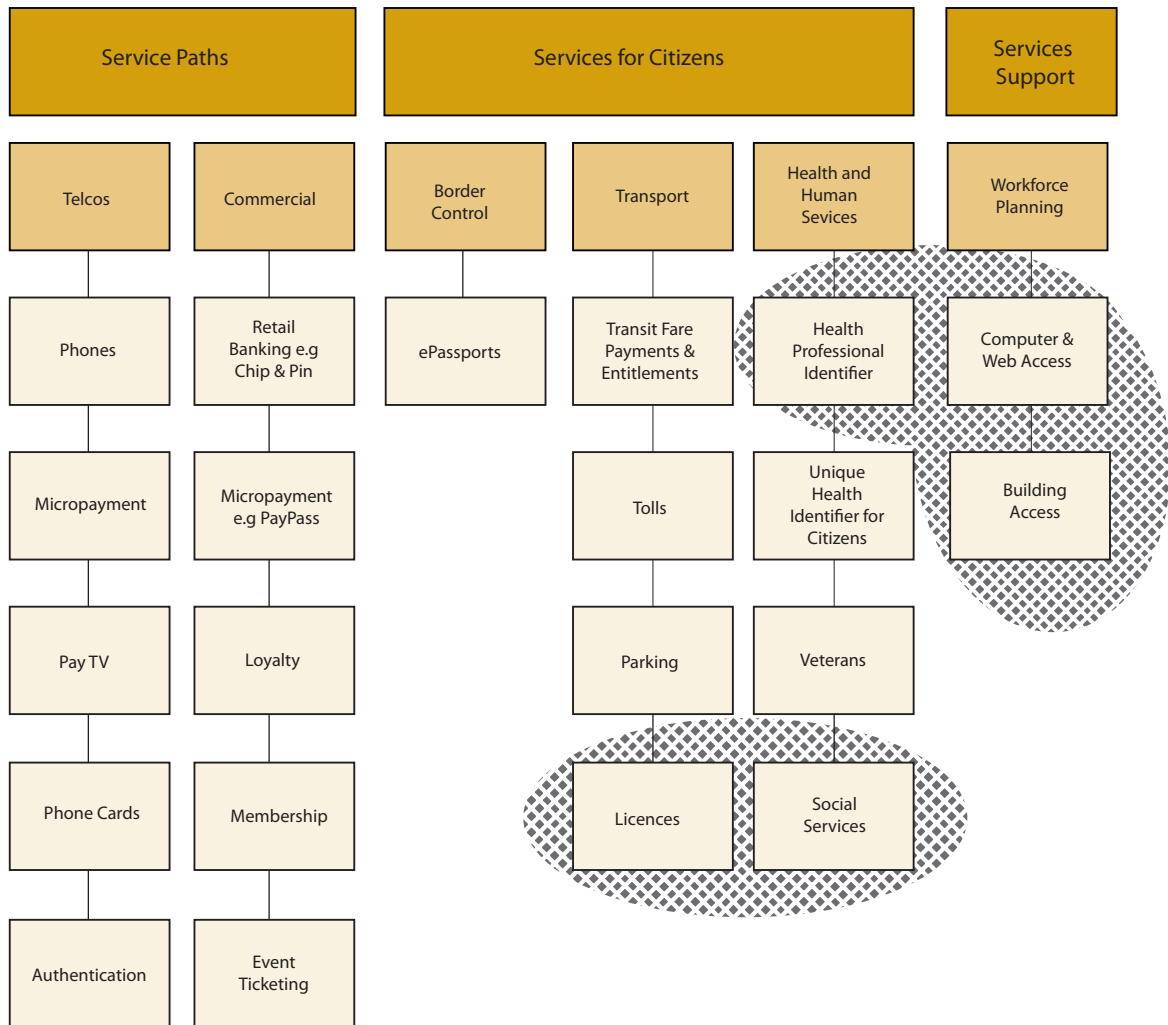 Service Paths
Services for Citizens
Services
Support
Telcos
Commercial
Border
Control
Transport
Health and
Human
Sevices
Workforce
Planning
Phones
Retail
Banking e.g
Chip & Pin
ePassports
Transit Fare
Payments &
Entitlements
Health
Professional
Identifier
Computer &
Web Access
Micropayment
Micropayment
e.g PayPass
Tolls
Unique
Health
Identifier for
Citizens
Building
Access
Pay TV
Loyalty
Parking
Veterans
Phone Cards
Membership
Licences
Social
Services
Authentication
Event
Ticketing